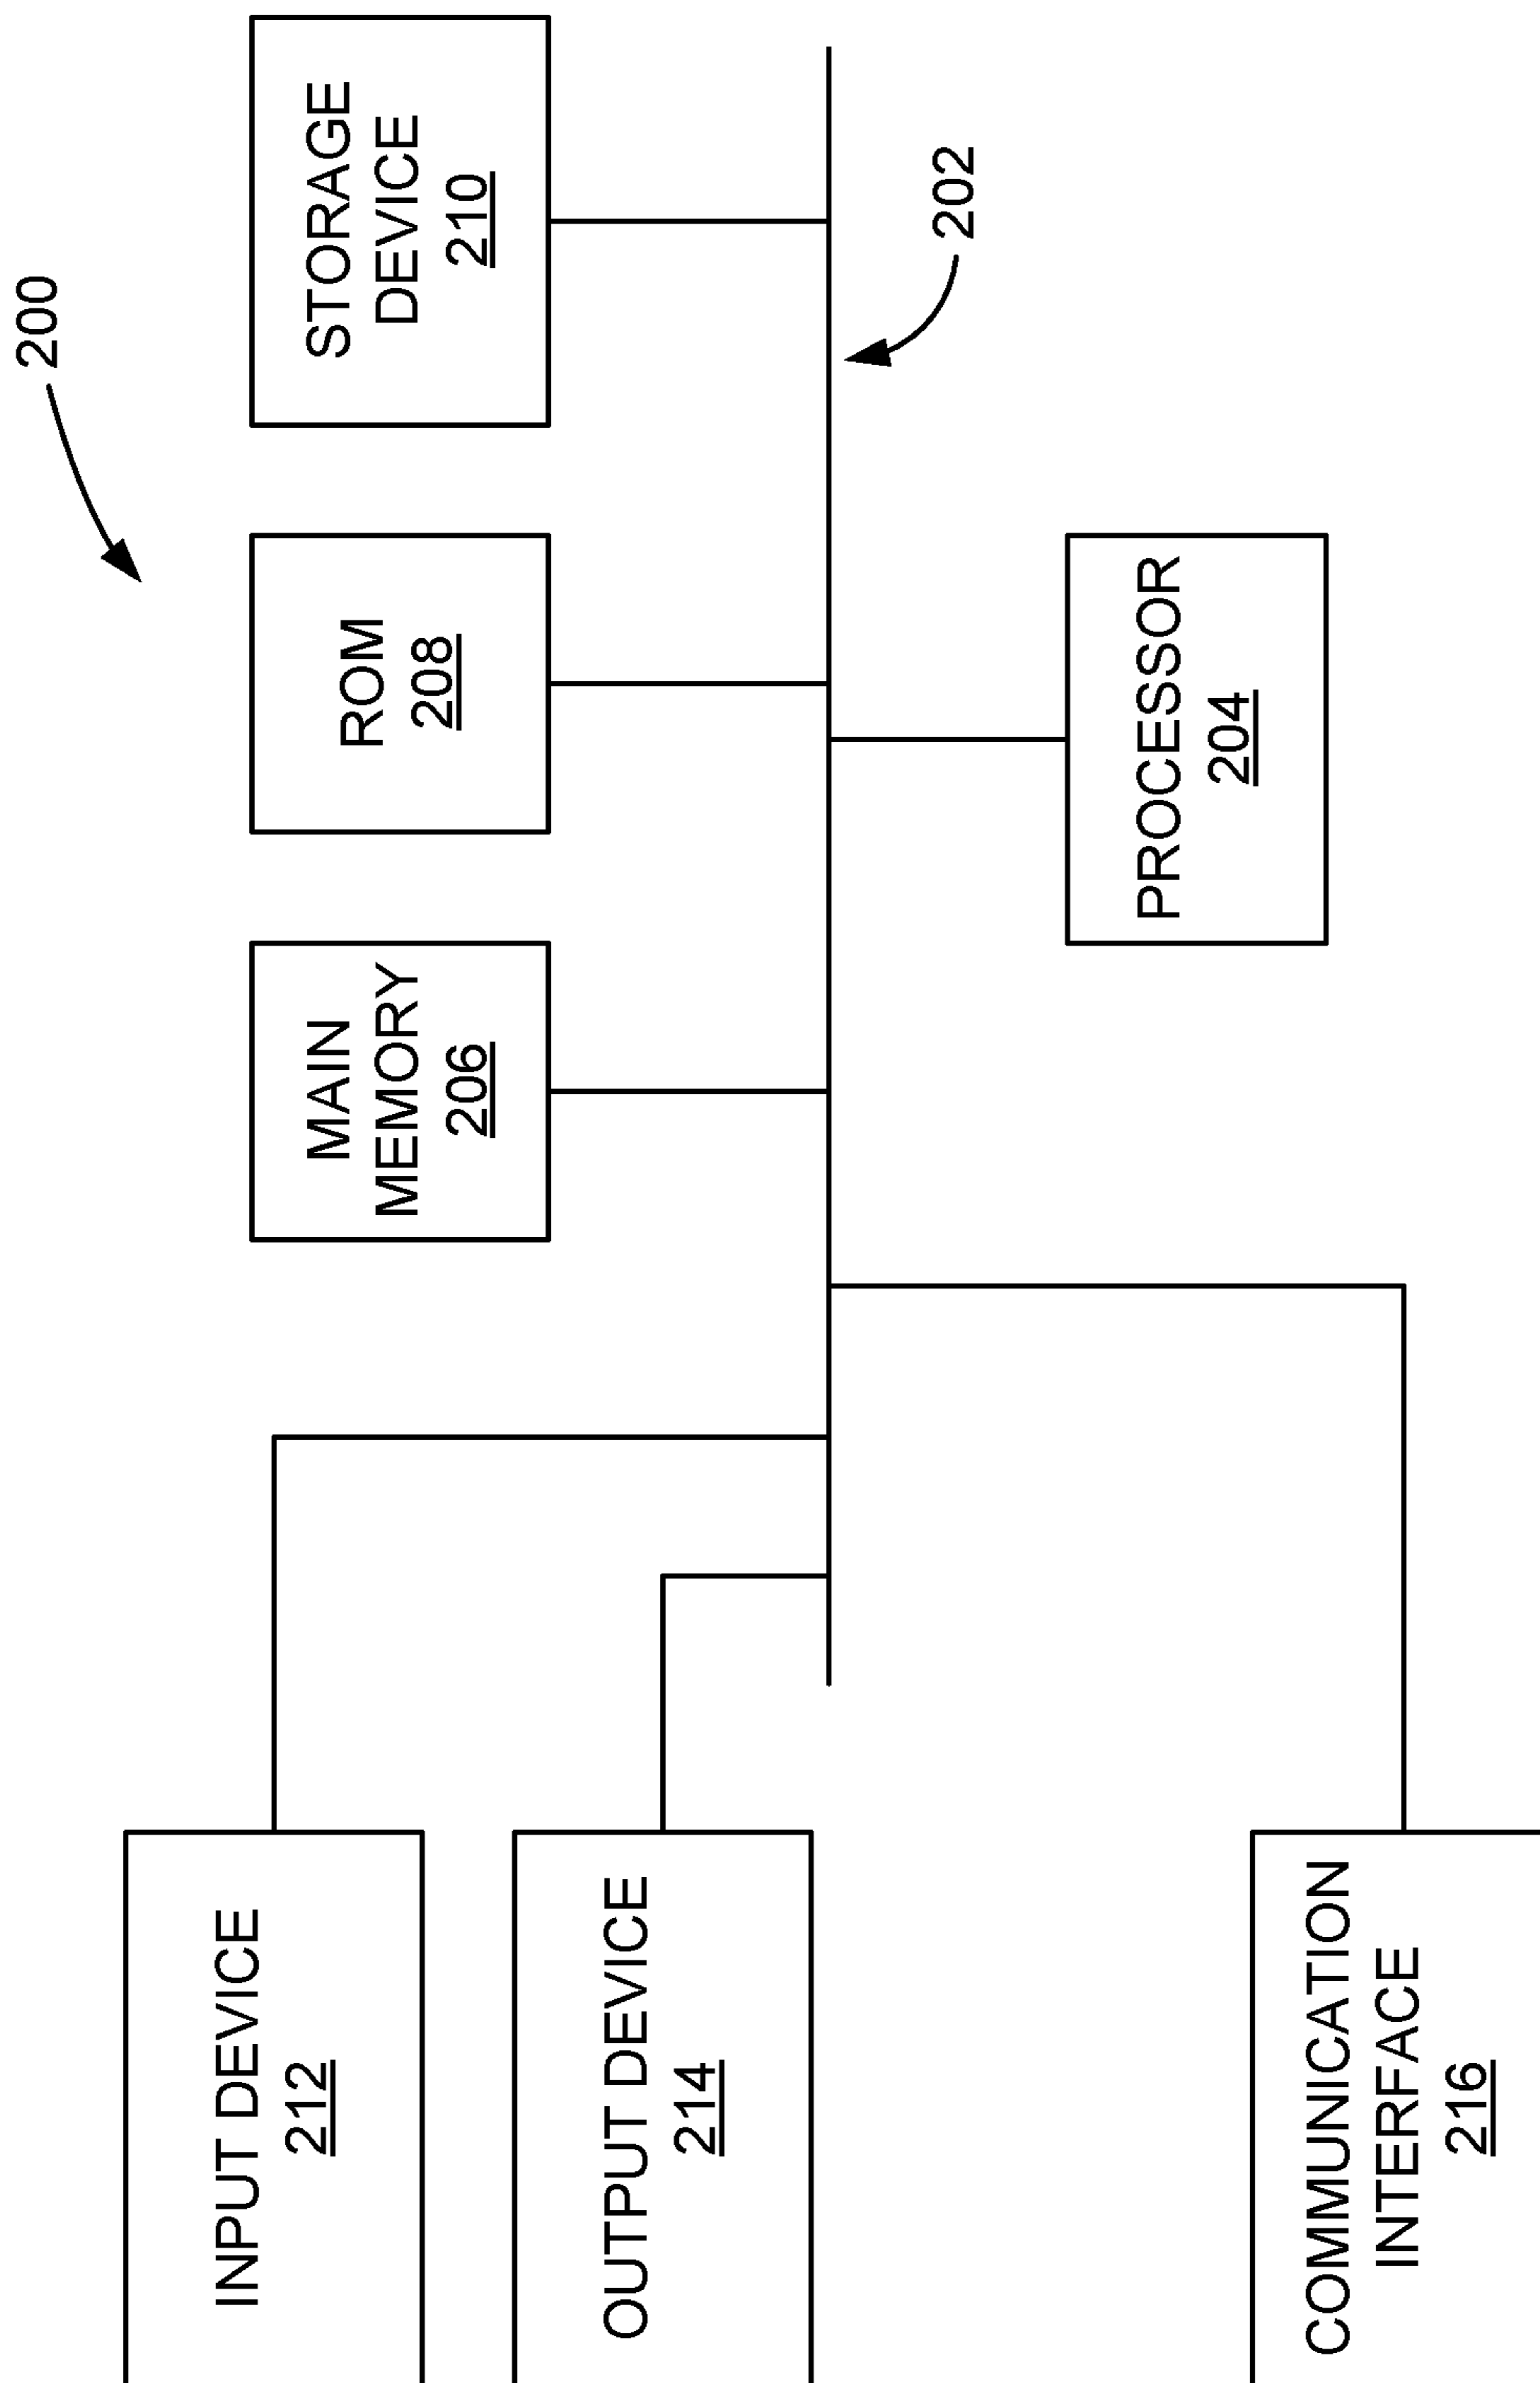 200
INPUT DEVICE
212
MAIN
MEMORY
206
ROM
208
STORAGE
DEVICE
210
OUTPUT DEVICE
214
202
PROCESSOR
204
COMMUNICATION
INTERFACE
216